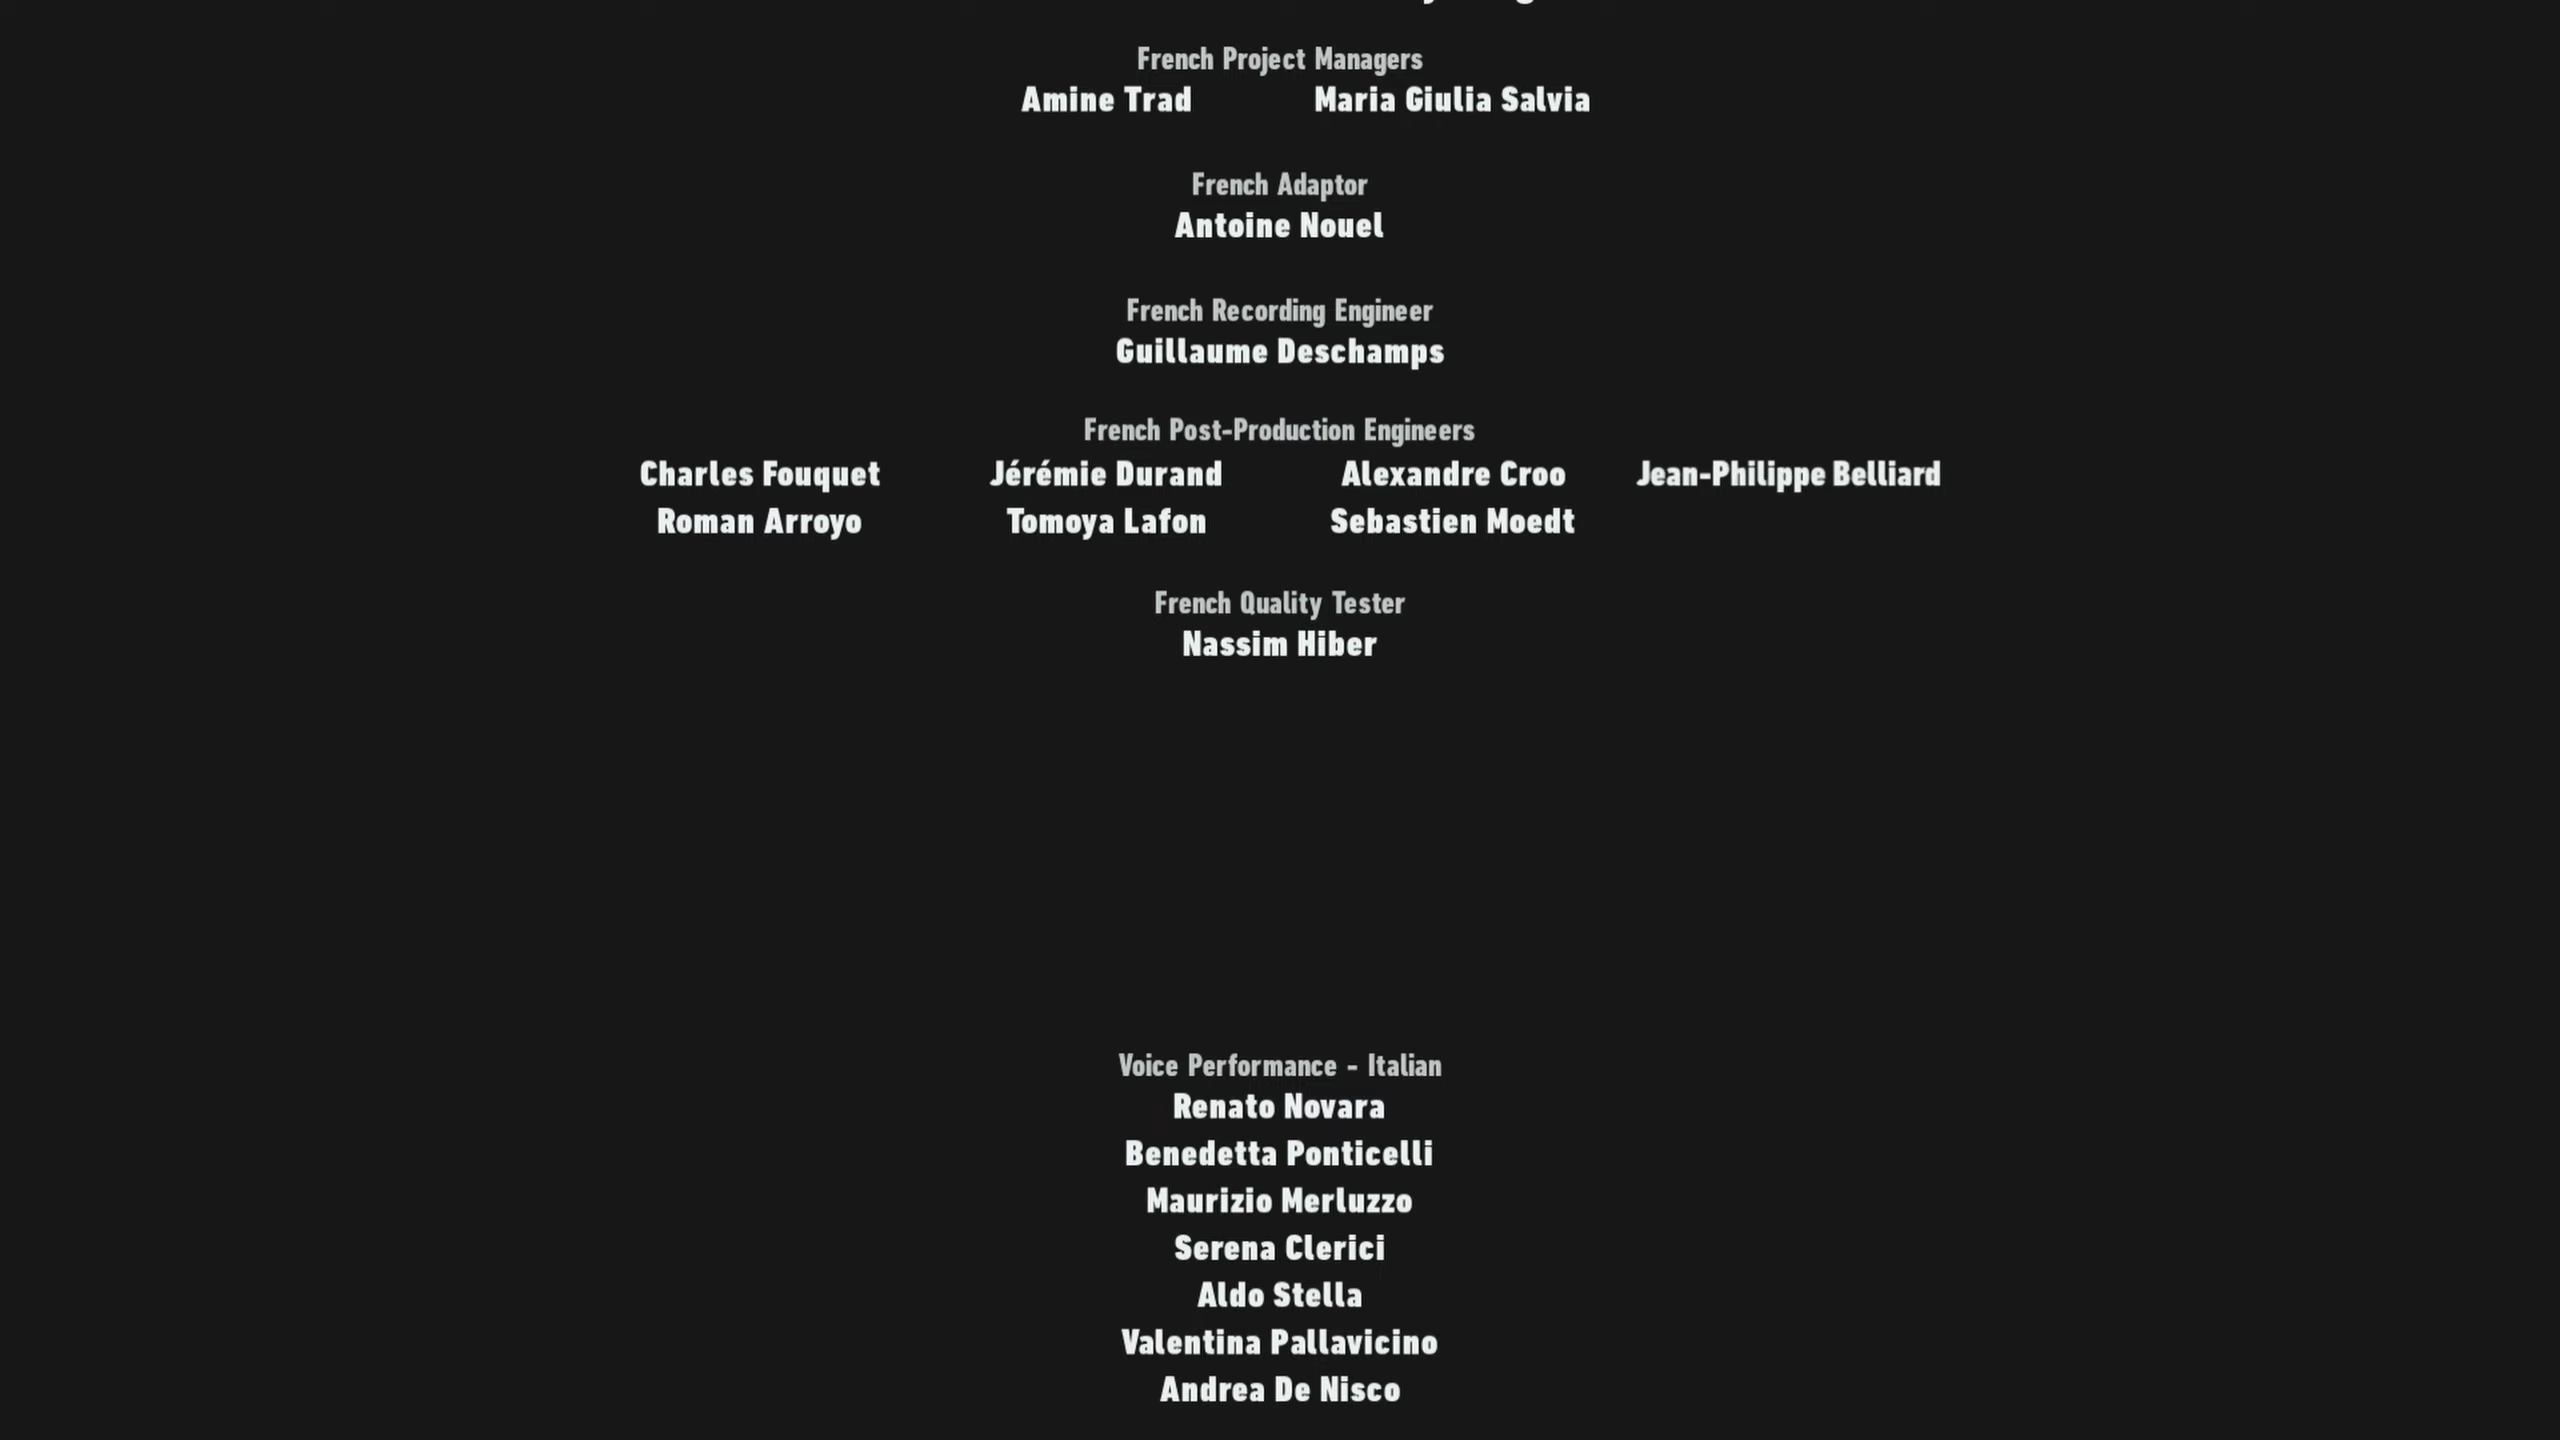 French Project Managers
Amine Trad Maria Giulia Salvia
French Adaptor
Antoine Nouel
French Recording Engineer
Guillaume Deschamps
French Post-Production Engineers
Charles Fouquet Jérémie Durand Alexandre Croo Jean-Philippe Belliard
Roman Arroyo Tomoya Lafon Sebastien Moedt
French Quality Tester
Nassim Hiber
Voice Performance - Italian
Renato Novara
Benedetta Ponticelli
Maurizio Merluzzo
Serena Clerici
Aldo Stella
Valentina Pallavicino
Andrea De Nisco